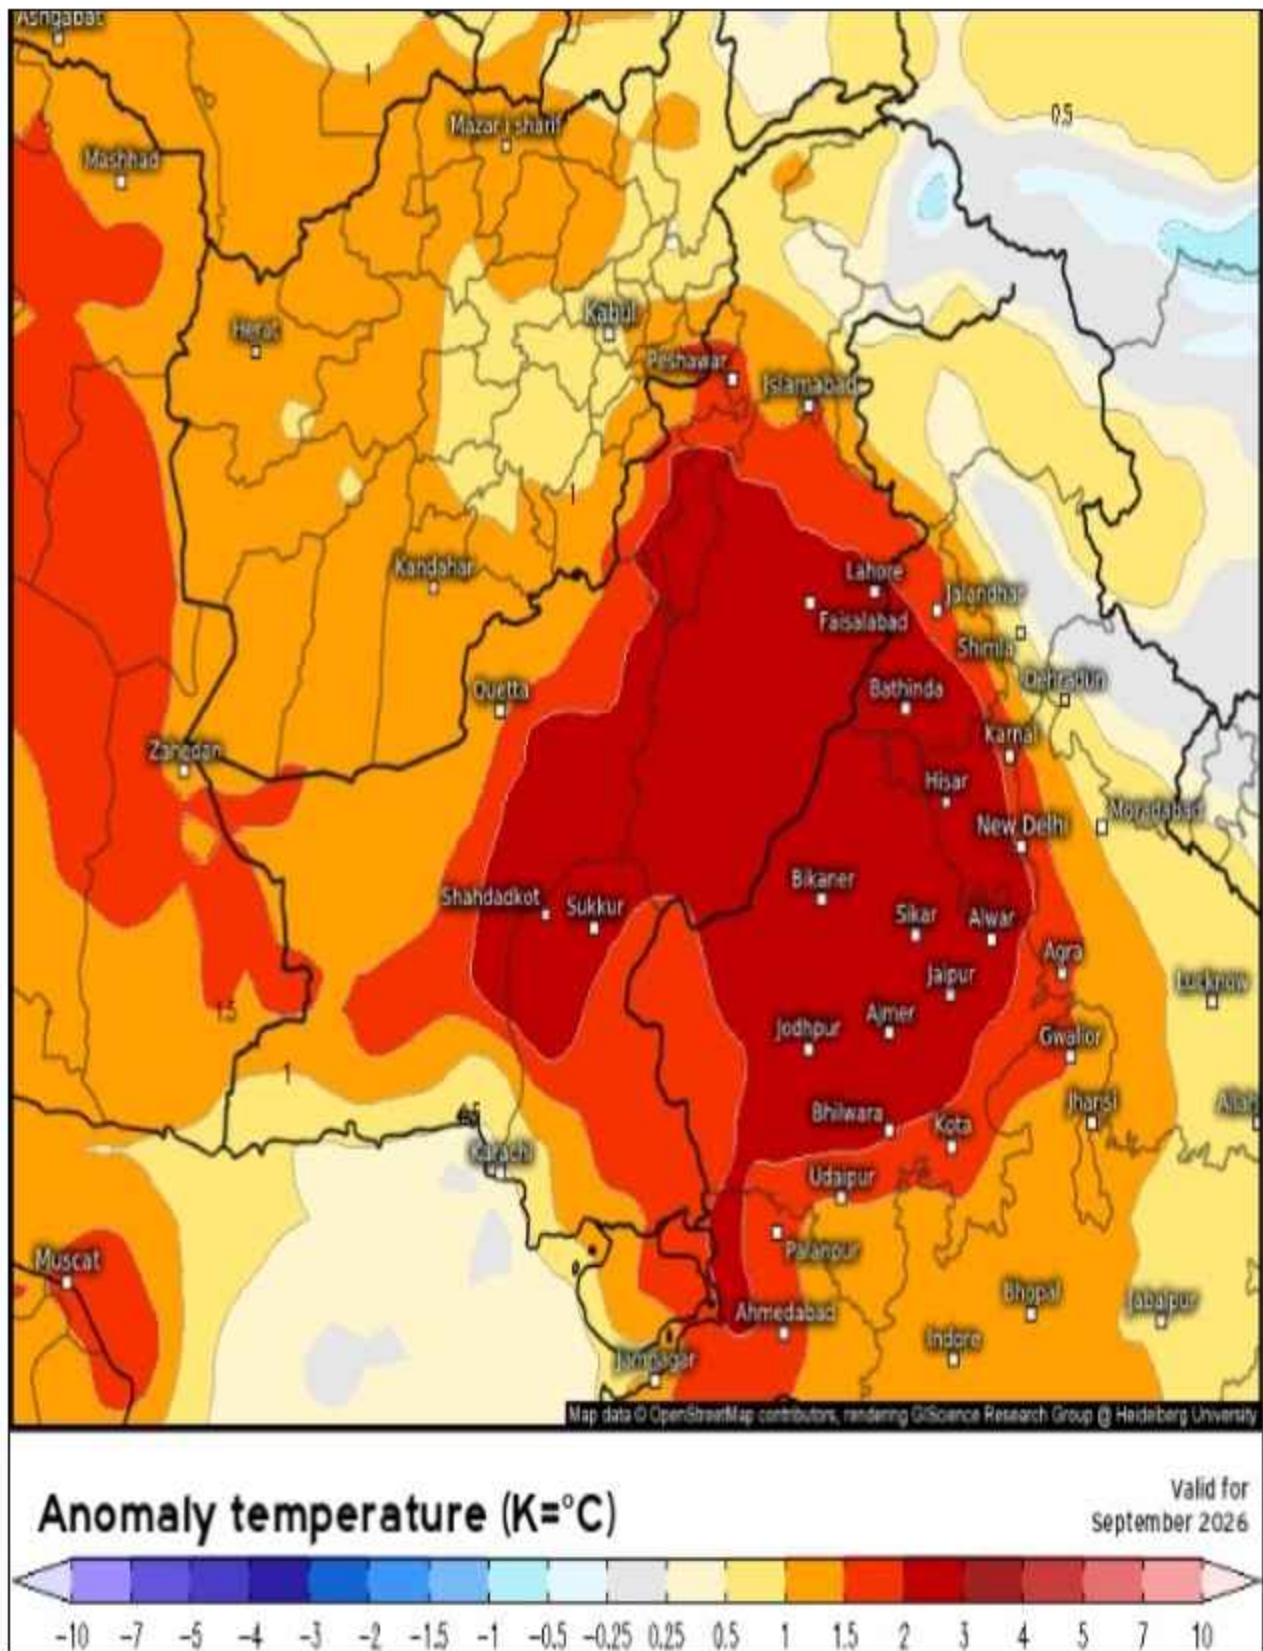 Ashgabat
1
Mazar i sharif
0.5
Mashhad
Kabul
Herat
Peshawar
Islamabad
1
Kandahar
Lahore
Jalandhar
Faisalabad
Shimla
Quetta
Bathinda
Dehradun
Karnal
Zahedan
Hisar
New Delhi
Moradabad
Bikaner
Shahdadkot
Sukkur
Sikar
Alwar
Agra
Jaipur
Lucknow
1.5
Ajmer
Jodhpur
Gwalior
1
Bhilwara
Kota
Jhansi
Allah
Karachi
Udaipur
Muscat
Palanpur
0
Bhopal
Jabalpur
Ahmedabad
Indore
Jamnagar
Map data © OpenStreetMap contributors, rendering GIScience Research Group @ Heidelberg University
Anomaly temperature (K=°C)
Valid for
September 2026
-10 -7 -5 -4 -3 -2 -1.5 -1 -0.5 -0.25 0.25 0.5 1 1.5 2 3 4 5 7 10